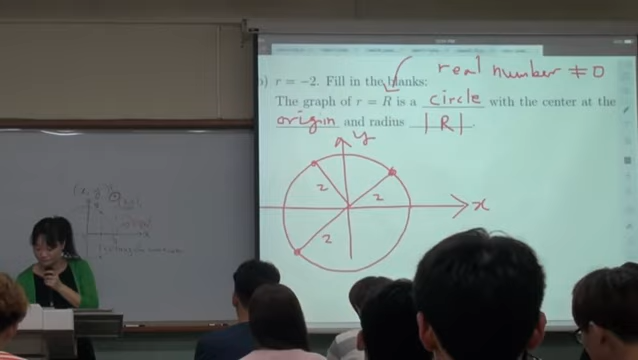 real number ≠ 0
) r = −2. Fill in the blanks:
The graph of r = R is a circle with the center at the
origin and radius |R|.
y
2
2
x
2